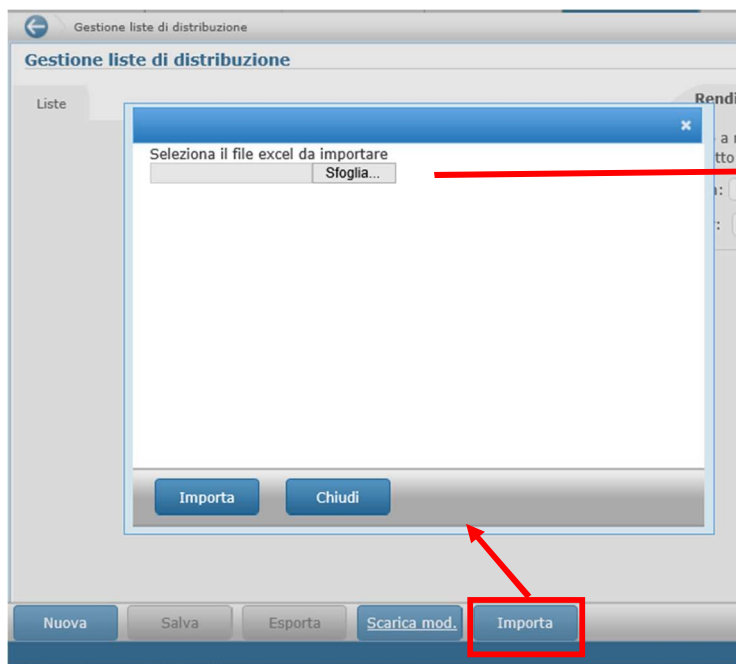 Gestione liste di distribuzione
Gestione liste di distribuzione
Liste
Rendi
Seleziona il file excel da importare
Sfoglia...
Importa
Chiudi
Nuova
Salva
Esporta
Scarica mod.
Importa